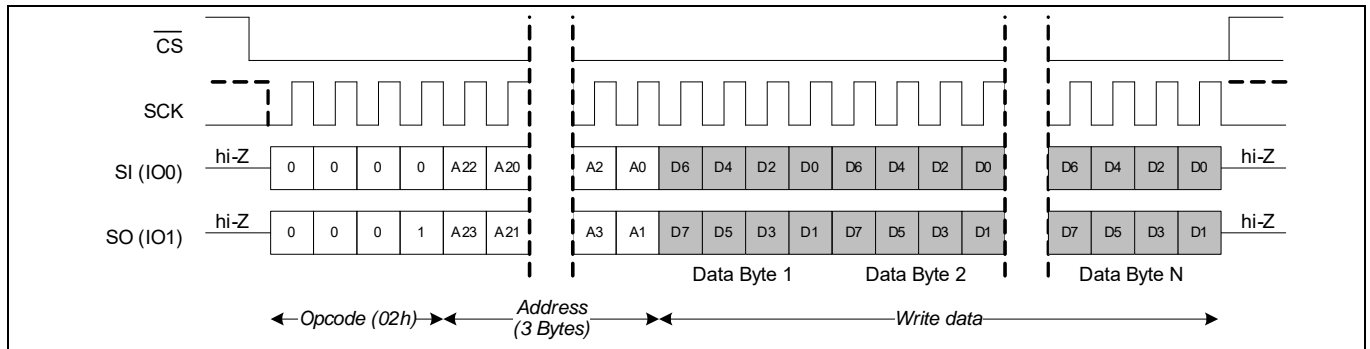 CS
SCK
hi-Z
SI (IO0) 0 0 0 0 A22 A20 A2 A0 D6 D4 D2 D0 D6 D4 D2 D0 D6 D4 D2 D0 hi-Z
hi-Z
SO (IO1) 0 0 0 1 A23 A21 A3 A1 D7 D5 D3 D1 D7 D5 D3 D1 D7 D5 D3 D1 hi-Z
Data Byte 1 Data Byte 2 Data Byte N
Opcode (02h) Address (3 Bytes) Write data